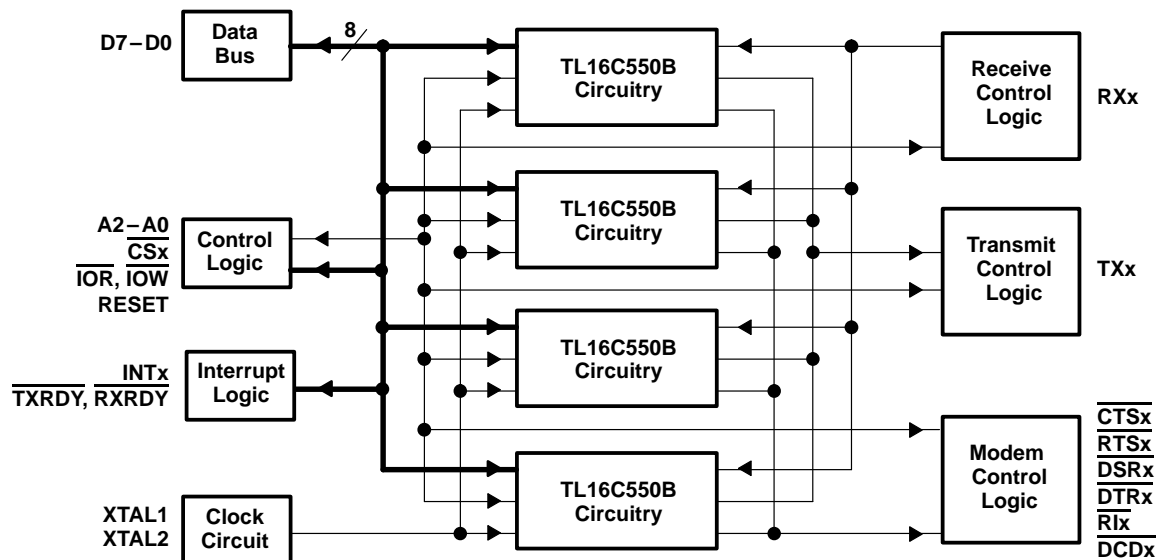 D7–D0
Data
Bus
8
TL16C550B
Circuitry
Receive
Control
Logic
RXx
A2–A0
CSx
IOR, IOW
RESET
Control
Logic
TL16C550B
Circuitry
Transmit
Control
Logic
TXx
INTx
TXRDY, RXRDY
Interrupt
Logic
TL16C550B
Circuitry
XTAL1
XTAL2
Clock
Circuit
TL16C550B
Circuitry
Modem
Control
Logic
CTSx
RTSx
DSRx
DTRx
RIx
DCDx